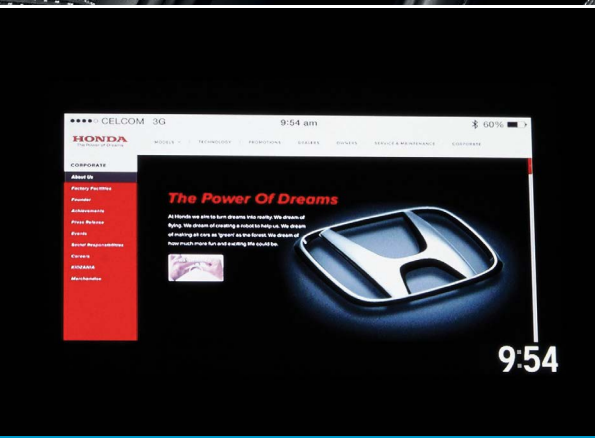 ●●●●○ CELCOM 3G 9:54 am 60%
HONDA
The Power Of Dreams
MODELS TECHNOLOGY PROMOTIONS DEALERS OWNERS SERVICE & MAINTENANCE CORPORATE
CORPORATE
About Us
Factory Facilities
Founder
Achievements
Press Release
Events
Social Responsibilities
Careers
KIDZANIA
Merchandise
The Power Of Dreams
At Honda we aim to turn dreams into reality. We dream of
flying. We dream of creating a robot to help us. We dream
of making all cars as 'green' as the forest. We dream of
how much more fun and exciting life could be.
9:54